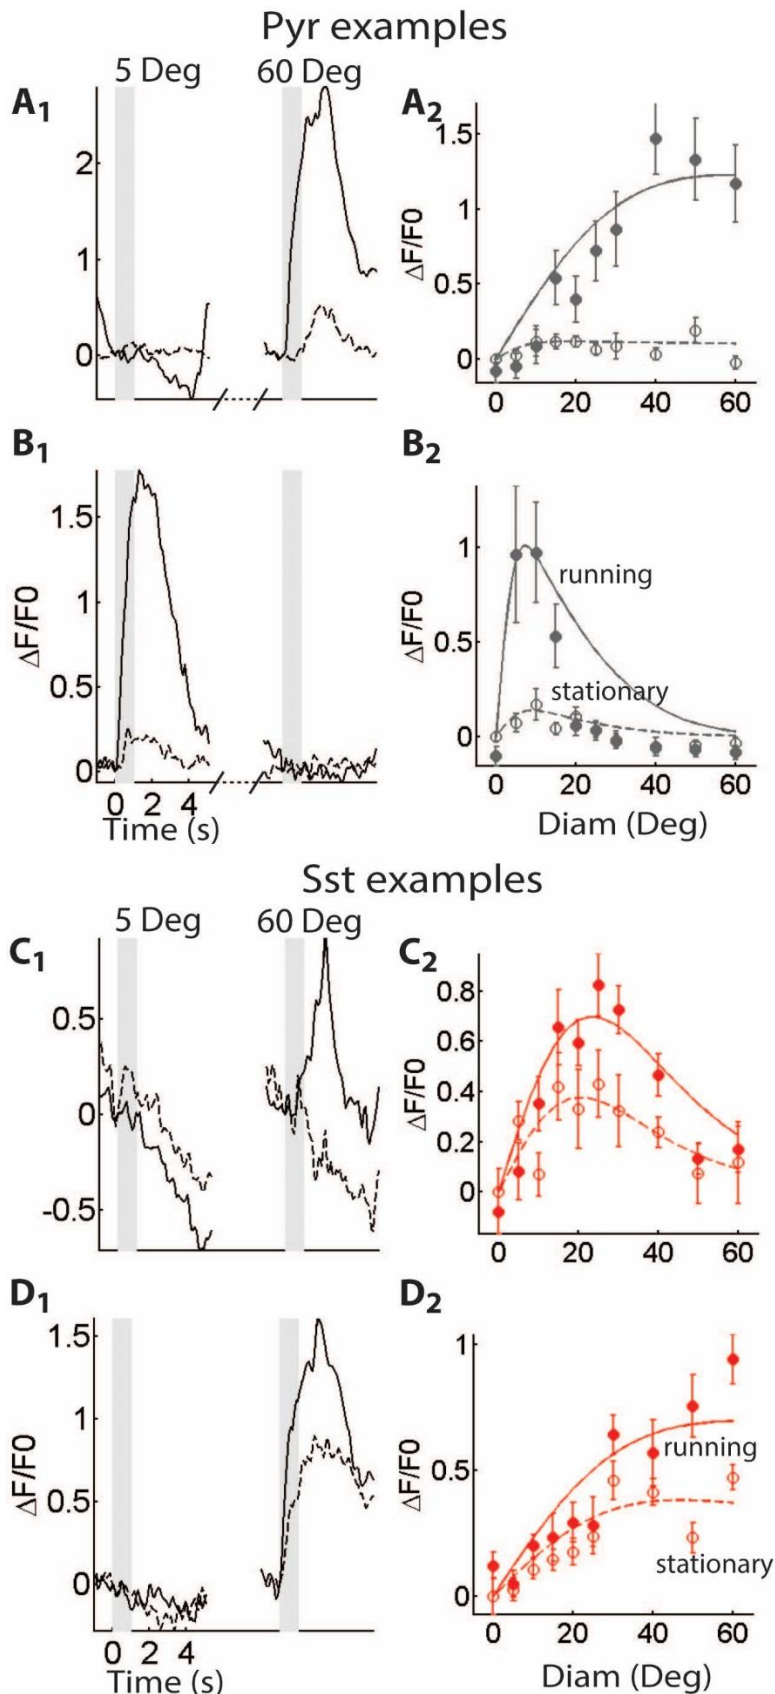 Pyr examples
5 Deg 60 Deg
A1
2
1
0
A2
1.5
1
0.5
0
ΔF/F0
0 20 40 60
B1
1.5
1
0.5
0
ΔF/F0
0 2 4
Time (s)
B2
1
0.5
0
ΔF/F0
running
stationary
0 20 40 60
Diam (Deg)
Sst examples
5 Deg 60 Deg
C1
0.5
0
-0.5
C2
0.8
0.6
0.4
0.2
0
ΔF/F0
0 20 40 60
D1
1.5
1
0.5
0
ΔF/F0
0 2 4
Time (s)
D2
1
0.5
0
ΔF/F0
running
stationary
0 20 40 60
Diam (Deg)